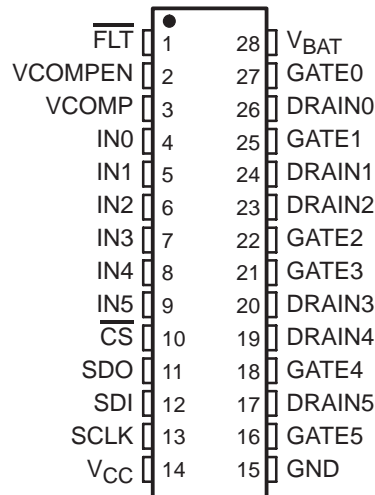 FLT 1 28 VBAT
VCOMPEN 2 27 GATE0
VCOMP 3 26 DRAIN0
IN0 4 25 GATE1
IN1 5 24 DRAIN1
IN2 6 23 DRAIN2
IN3 7 22 GATE2
IN4 8 21 GATE3
IN5 9 20 DRAIN3
CS 10 19 DRAIN4
SDO 11 18 GATE4
SDI 12 17 DRAIN5
SCLK 13 16 GATE5
VCC 14 15 GND